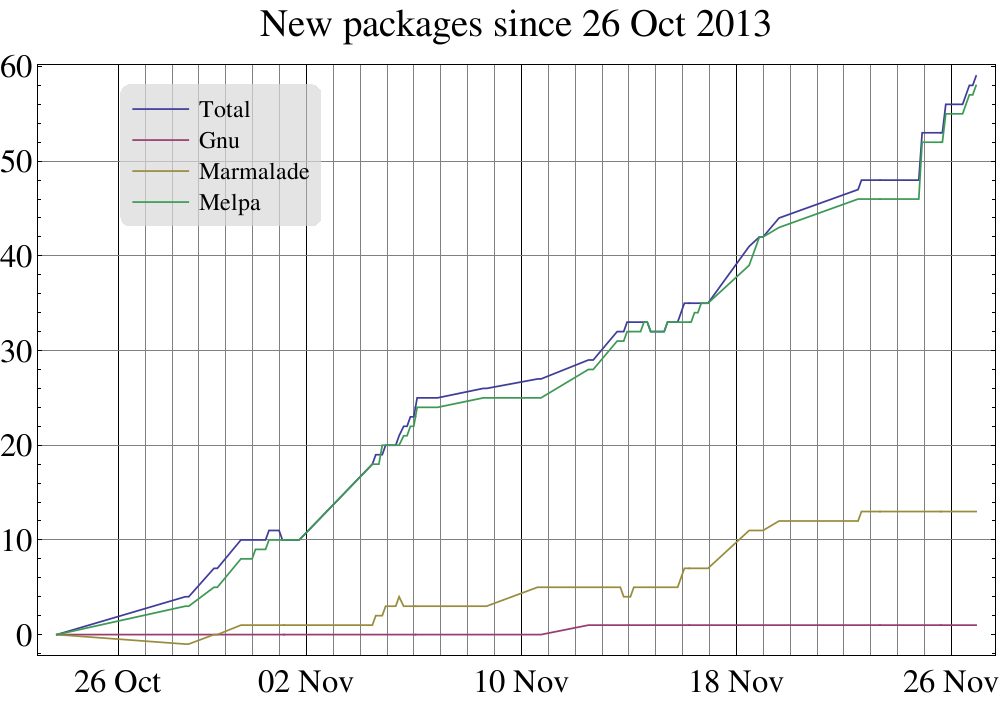 New packages since 26 Oct 2013
60
Total
Gnu
Marmalade
Melpa
50
40
30
20
10
0
26 Oct 02 Nov 10 Nov 18 Nov 26 Nov